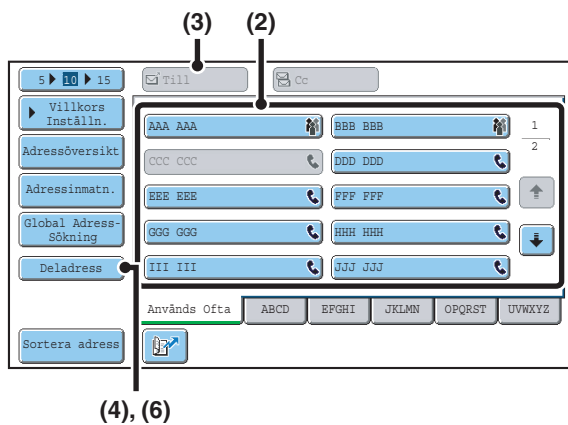 (3)
(2)
5 10 15
Till
Cc
Villkors
Inställn.
Adressöversikt
Adressinmatn.
Global Adress-
Sökning
Deladress
Sortera adress
AAA AAA
BBB BBB
CCC CCC
DDD DDD
EEE EEE
FFF FFF
GGG GGG
HHH HHH
III III
JJJ JJJ
1
2
Används Ofta
ABCD
EFGHI
JKLMN
OPQRST
UVWXYZ
(4), (6)